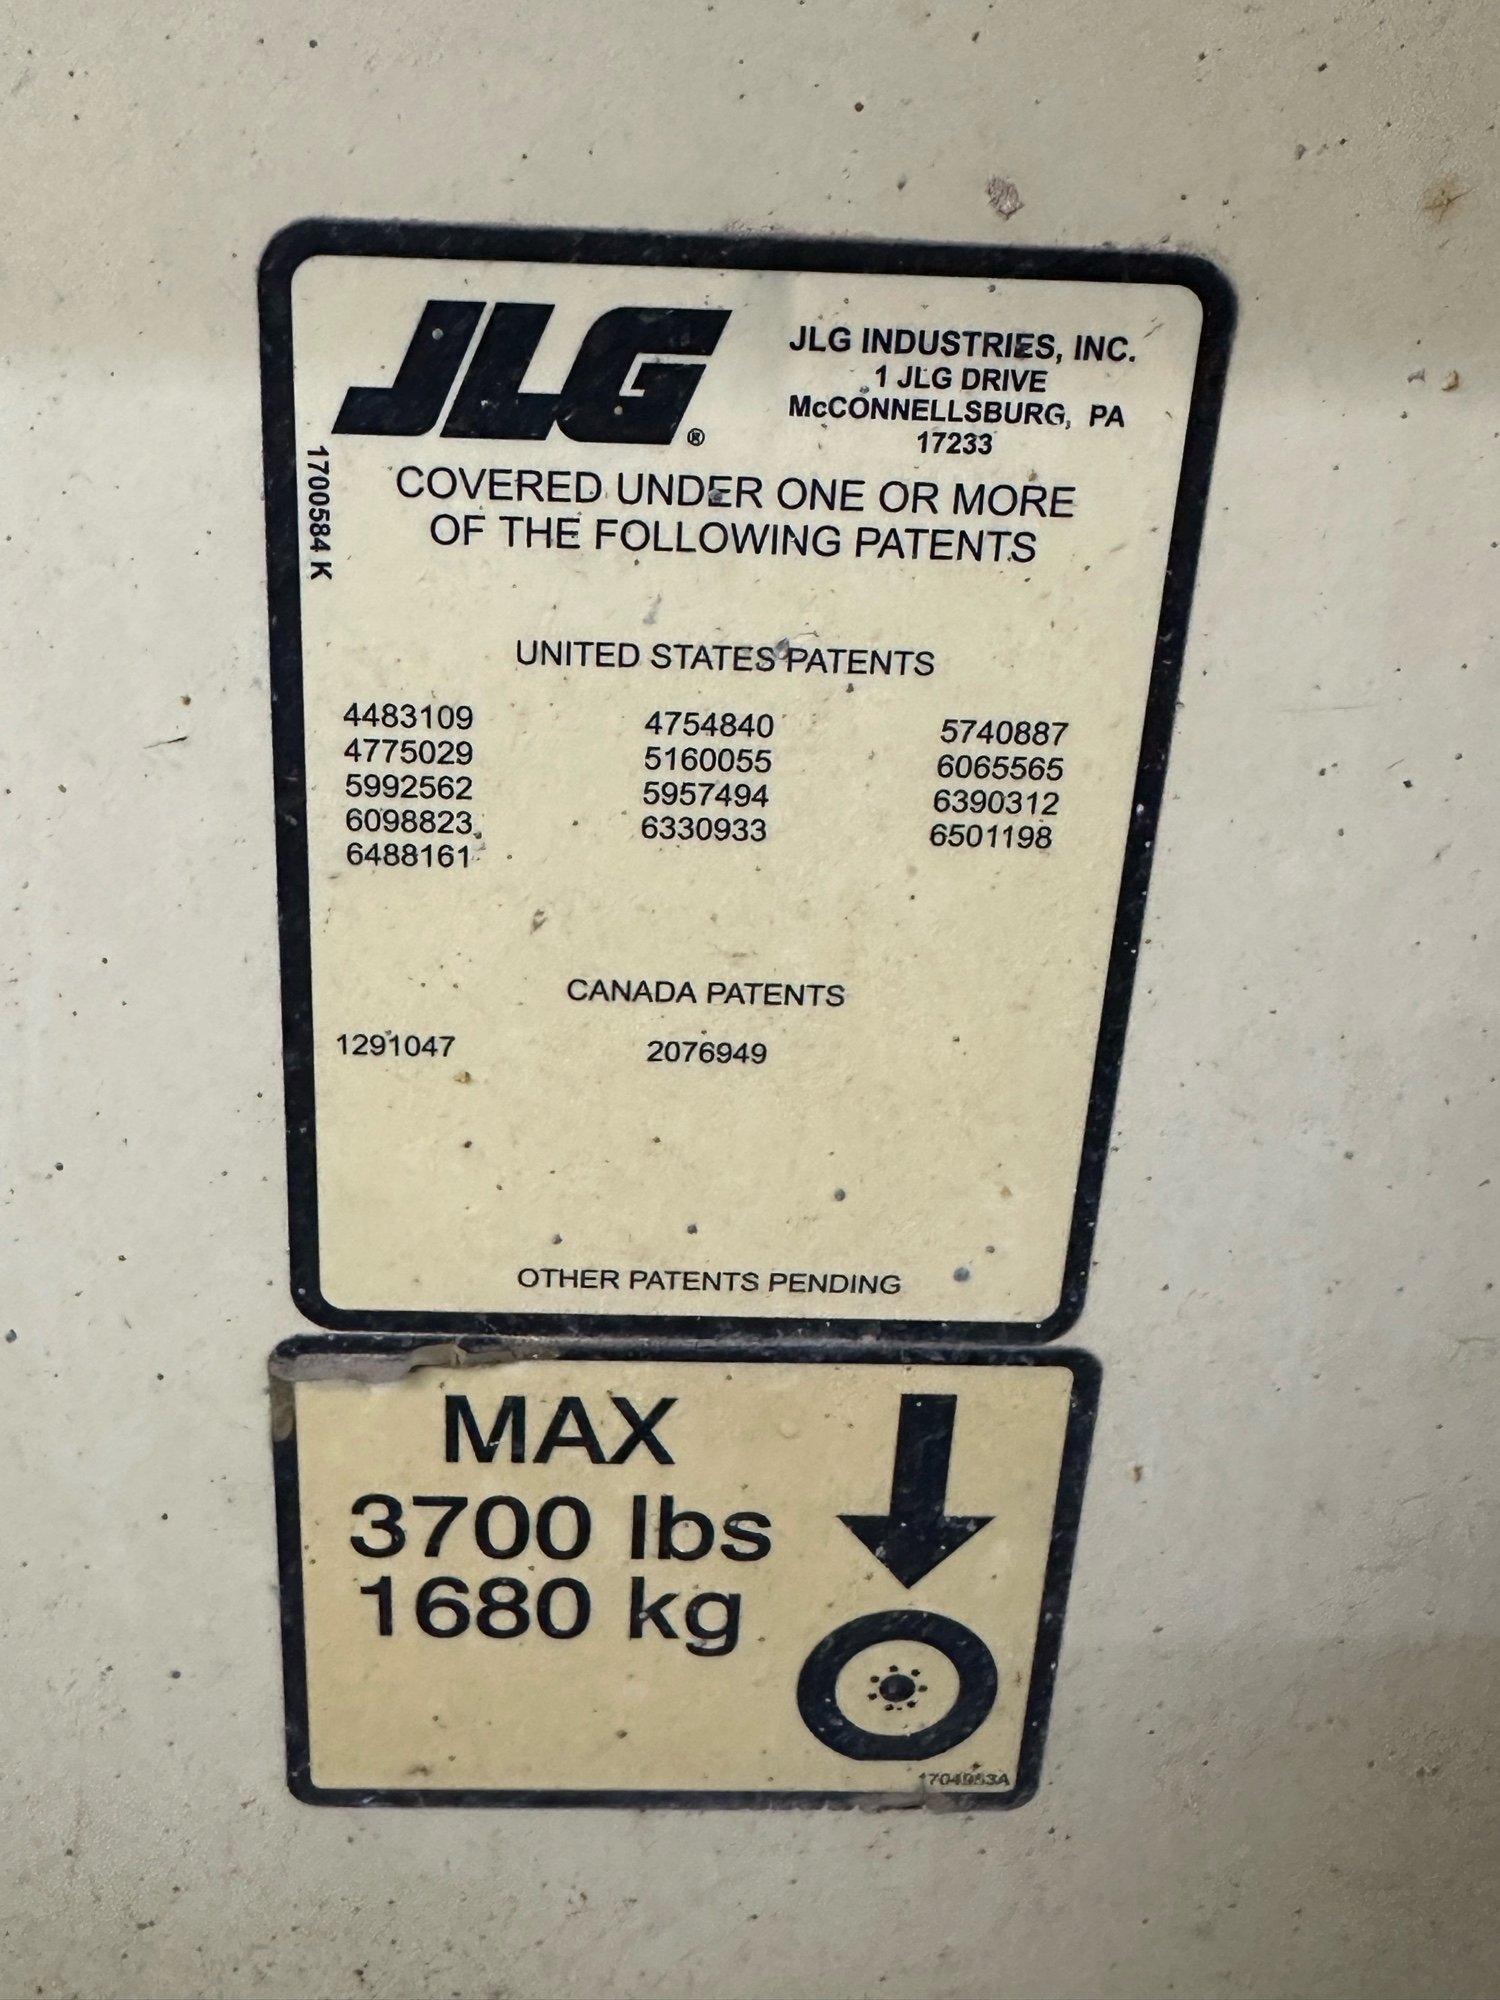 JLG®
JLG INDUSTRIES, INC.
1 JLG DRIVE
McCONNELLSBURG, PA
17233
1700584 K
COVERED UNDER ONE OR MORE
OF THE FOLLOWING PATENTS
UNITED STATES PATENTS
4483109 4754840 5740887
4775029 5160055 6065565
5992562 5957494 6390312
6098823 6330933 6501198
6488161
CANADA PATENTS
1291047 2076949
OTHER PATENTS PENDING
MAX
3700 lbs
1680 kg